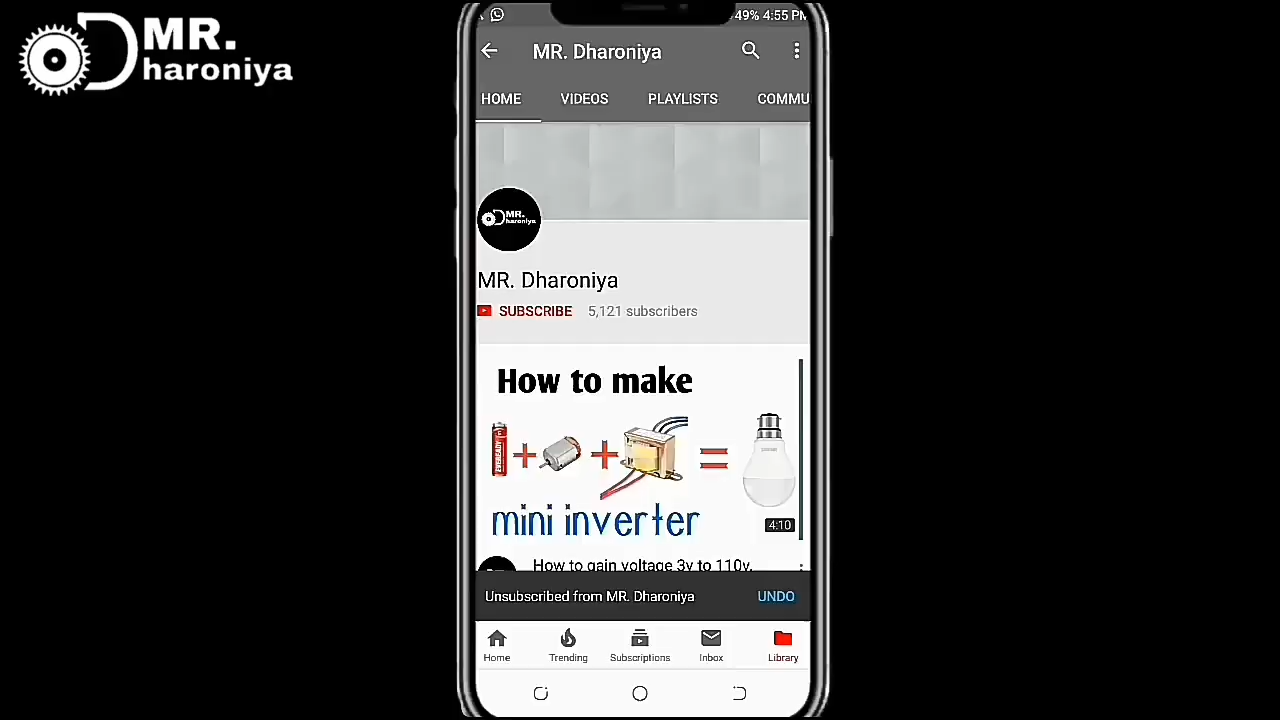 MR.
Dharoniya
49% 4:55 PM
MR. Dharoniya
HOME VIDEOS PLAYLISTS COMMU
MR.
Dharoniya
MR. Dharoniya
SUBSCRIBE 5,121 subscribers
How to make
EVEREADY
mini inverter
4:10
How to gain voltage 3v to 110v.
Unsubscribed from MR. Dharoniya UNDO
Home Trending Subscriptions Inbox Library